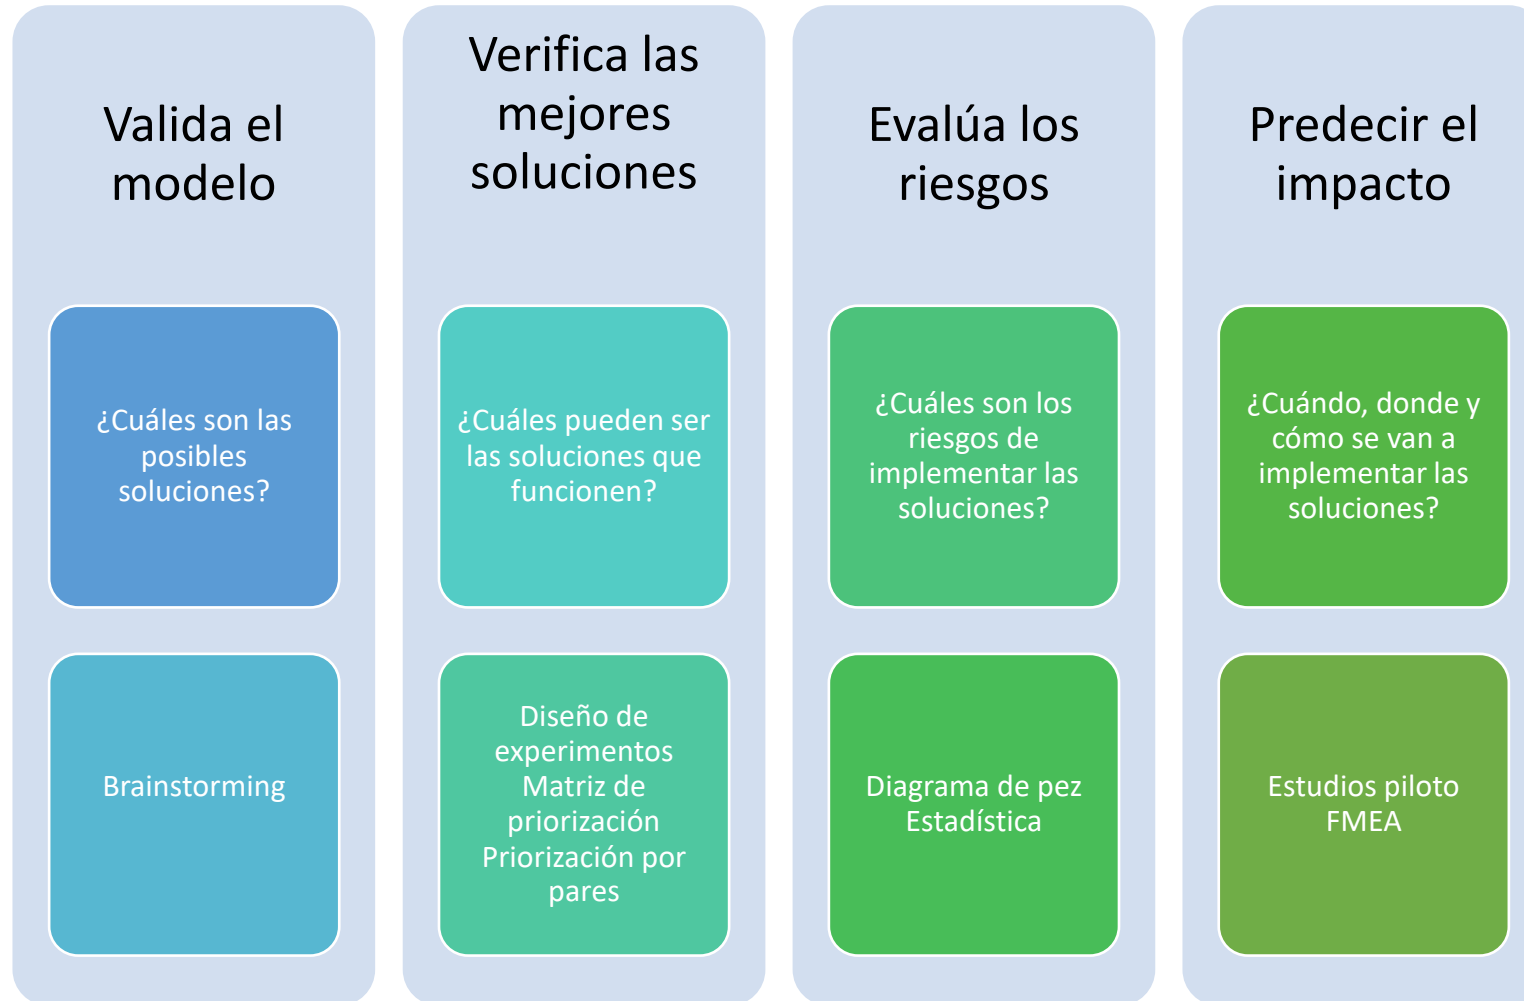 Valida el
modelo
¿Cuáles son las
posibles
soluciones?
Brainstorming
Verifica las
mejores
soluciones
¿Cuáles pueden ser
las soluciones que
funcionen?
Diseño de
experimentos
Matriz de
priorización
Priorización por
pares
Evalúa los
riesgos
¿Cuáles son los
riesgos de
implementar las
soluciones?
Diagrama de pez
Estadística
Predecir el
impacto
¿Cuándo, donde y
cómo se van a
implementar las
soluciones?
Estudios piloto
FMEA